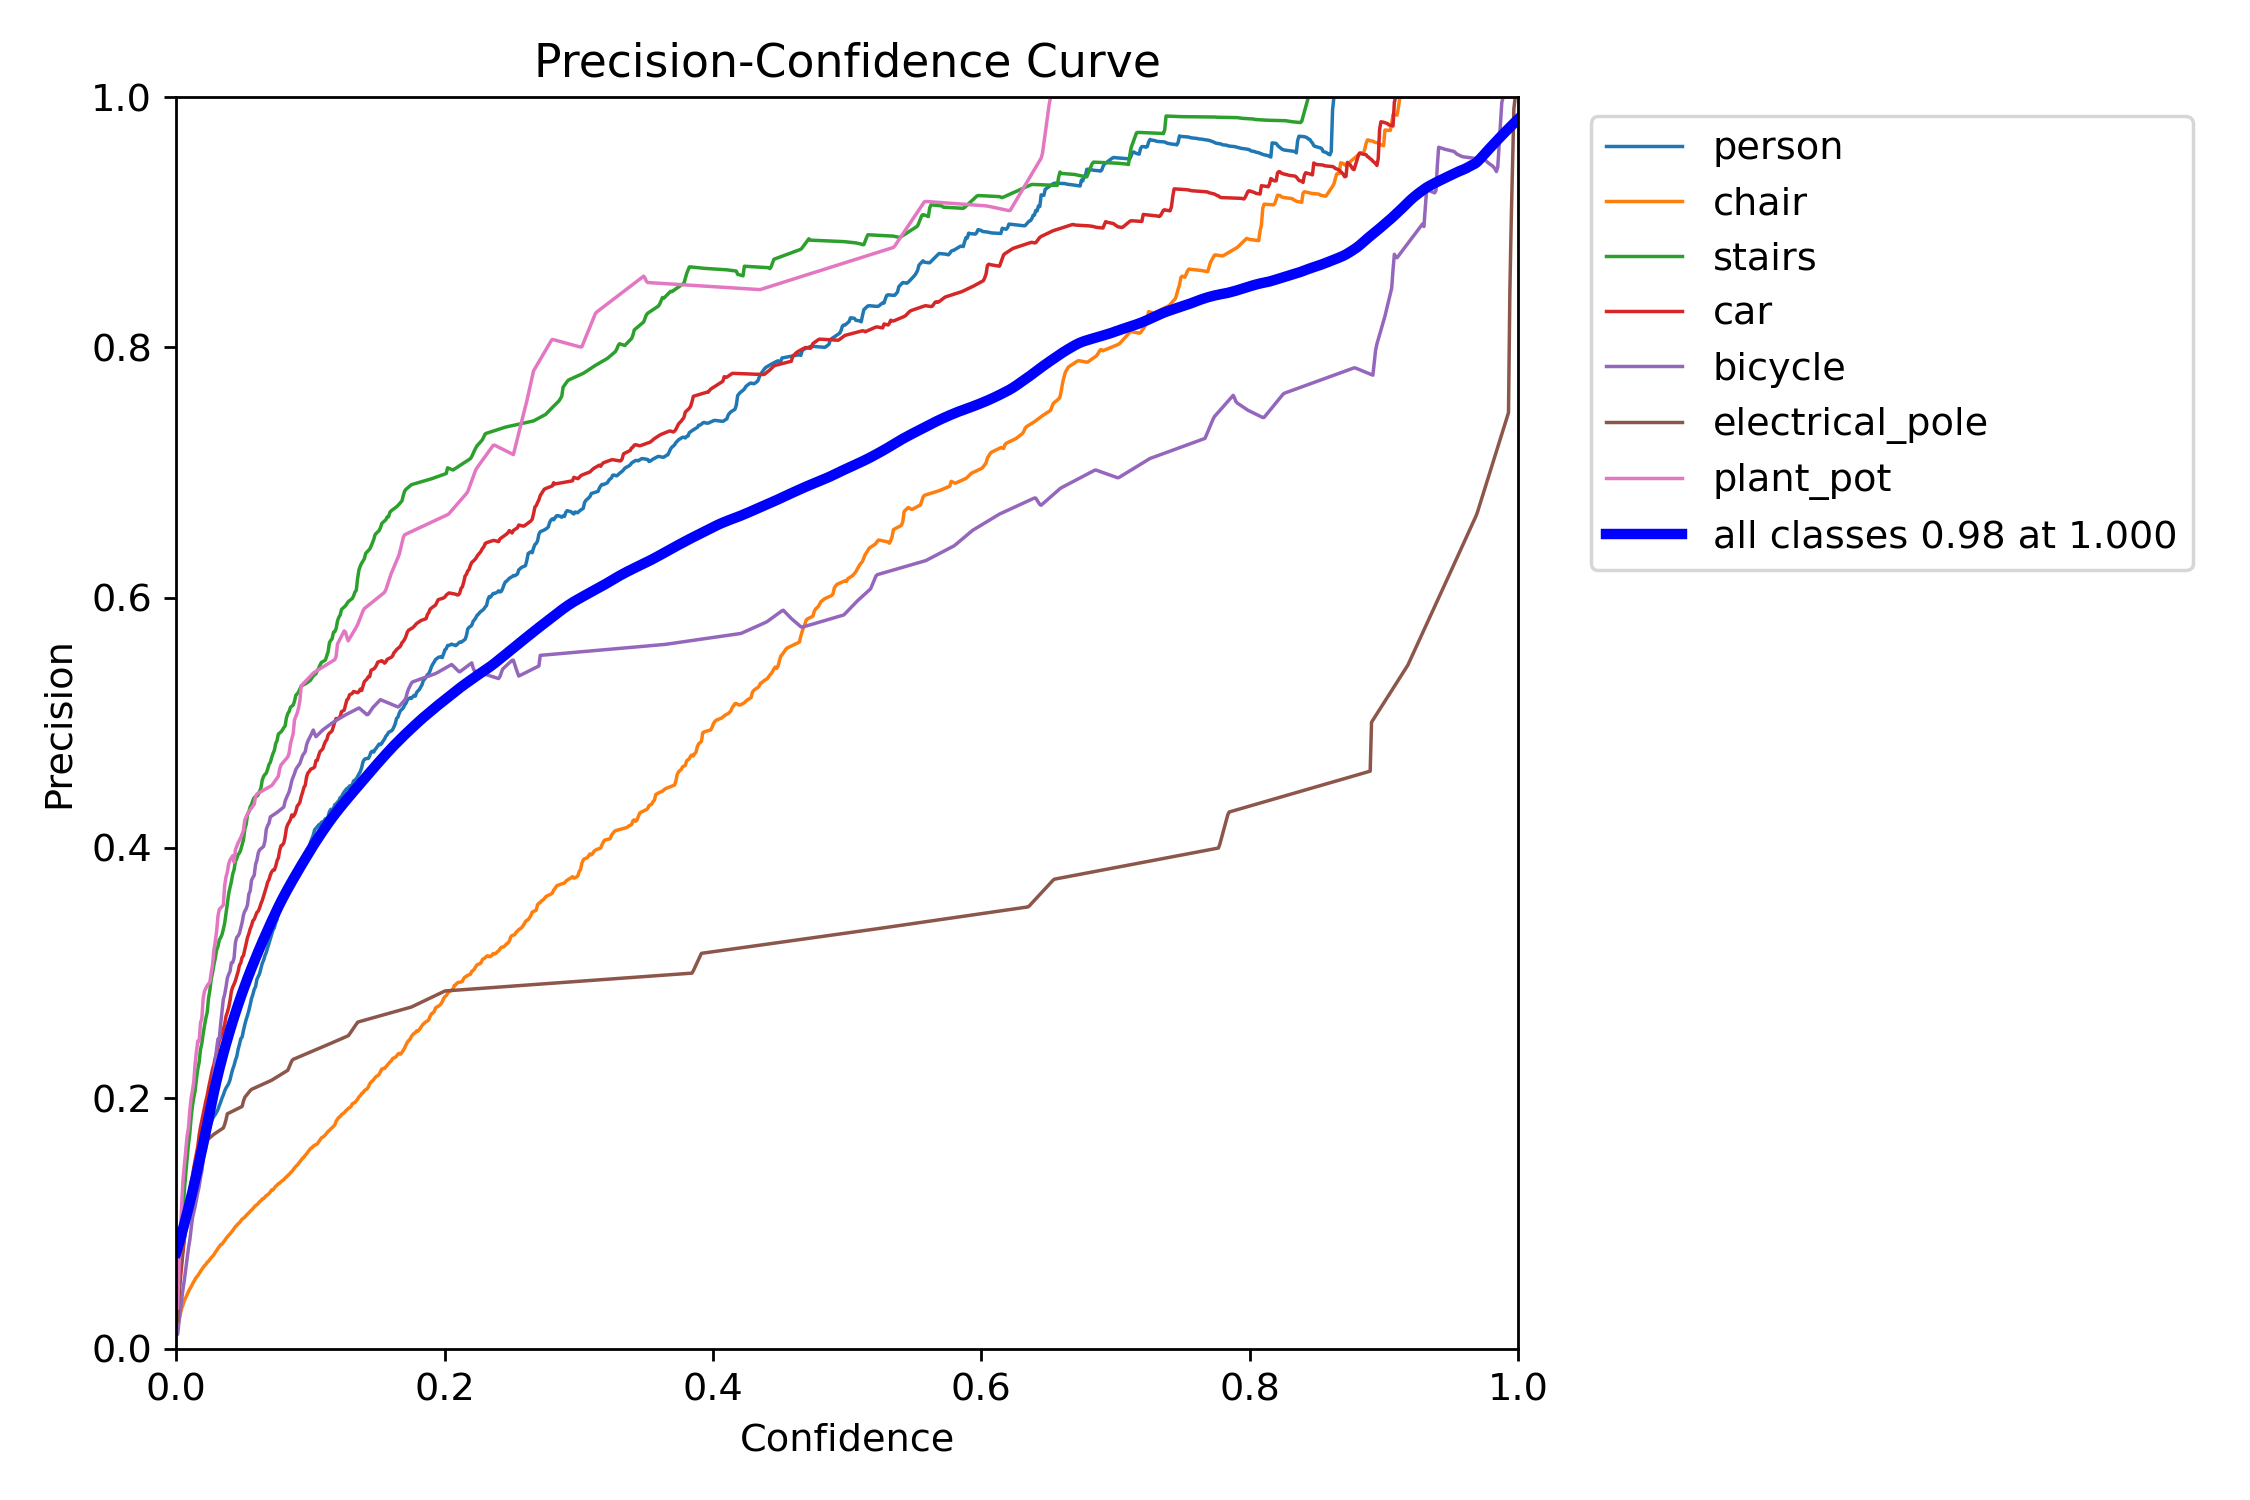 Precision-Confidence Curve
1.0
0.8
0.6
0.4
0.2
0.0
Precision
0.0 0.2 0.4 0.6 0.8 1.0
Confidence
person
chair
stairs
car
bicycle
electrical_pole
plant_pot
all classes 0.98 at 1.000